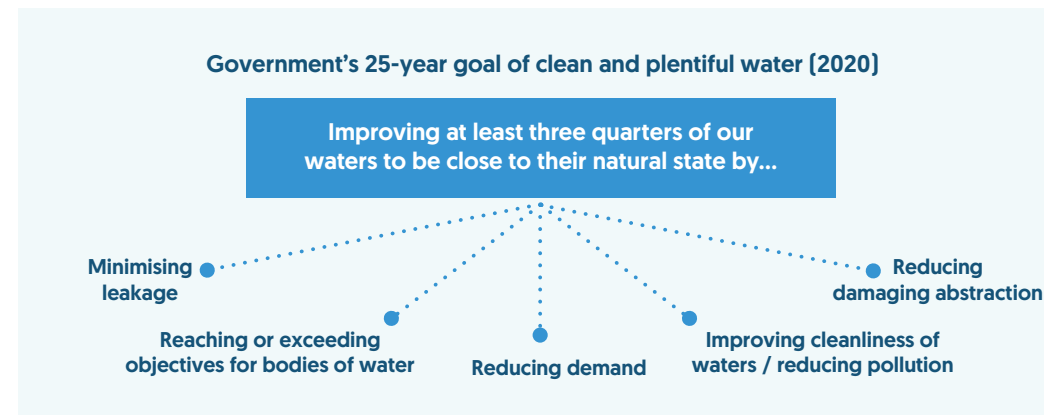 Government's 25-year goal of clean and plentiful water (2020)
Improving at least three quarters of our
waters to be close to their natural state by...
Minimising
leakage
Reaching or exceeding
objectives for bodies of water
Reducing demand
Improving cleanliness of
waters / reducing pollution
Reducing
damaging abstraction